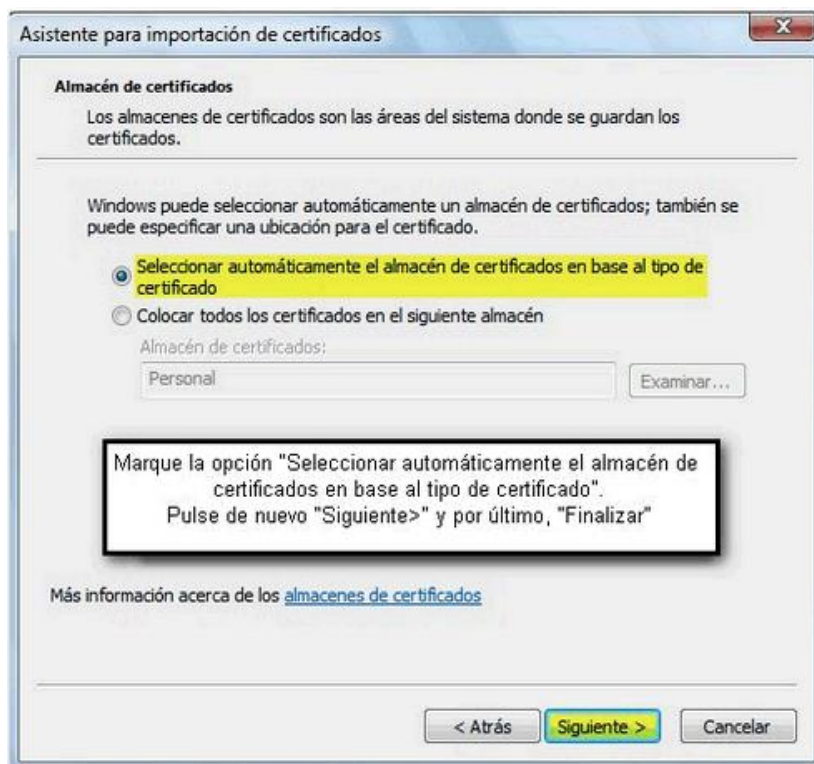 Asistente para importación de certificados
Almacén de certificados
Los almacenes de certificados son las áreas del sistema donde se guardan los
certificados.
Windows puede seleccionar automáticamente un almacén de certificados; también se
puede especificar una ubicación para el certificado.
Seleccionar automáticamente el almacén de certificados en base al tipo de
certificado
Colocar todos los certificados en el siguiente almacén
Almacén de certificados:
Personal
Examinar...
Marque la opción "Seleccionar automáticamente el almacén de
certificados en base al tipo de certificado".
Pulse de nuevo "Siguiente>" y por último, "Finalizar"
Más información acerca de los almacenes de certificados
< Atrás
Siguiente >
Cancelar